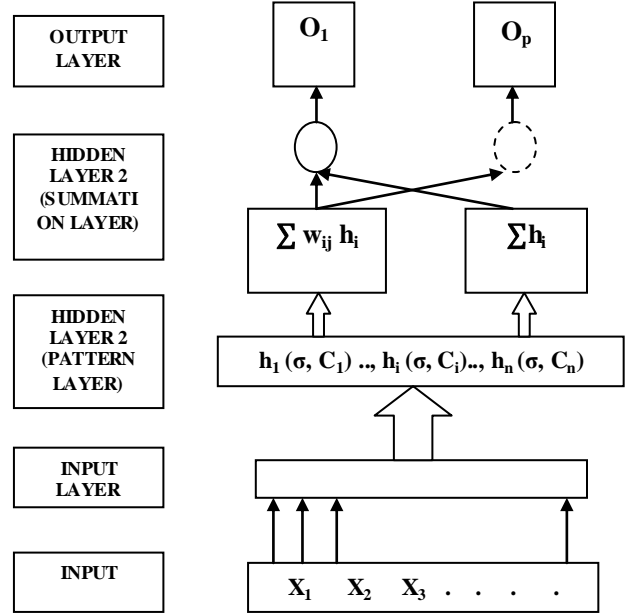 OUTPUT
LAYER
O₁
Oₚ
HIDDEN
LAYER 2
(SUMMATI
ON LAYER)
∑ wᵢⱼ hᵢ
∑hᵢ
HIDDEN
LAYER 2
(PATTERN
LAYER)
h₁ (σ, C₁) .., hᵢ (σ, Cᵢ).., hₙ (σ, Cₙ)
INPUT
LAYER
INPUT
X₁ X₂ X₃ . . . .